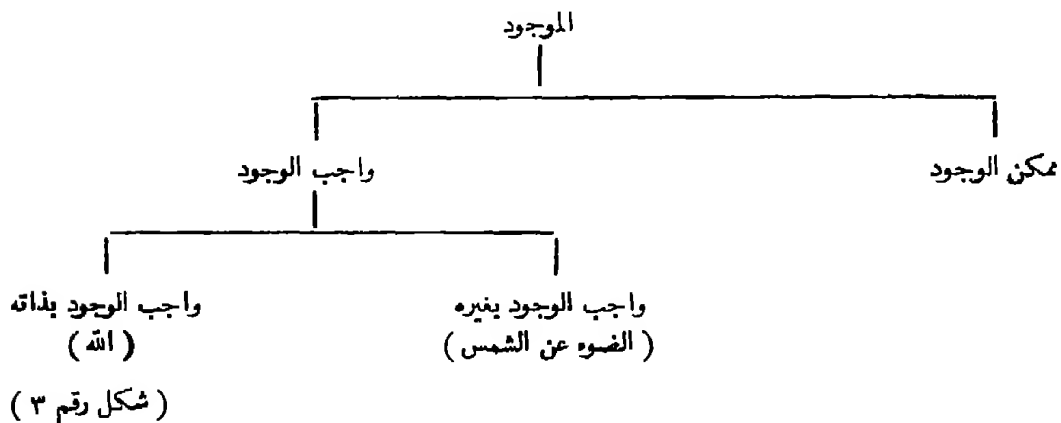 الموجود
ممكن الوجود
واجب الوجود
واجب الوجود بغيره
( الضوء عن الشمس )
واجب الوجود بذاته
( الله )
( شكل رقم ٣ )